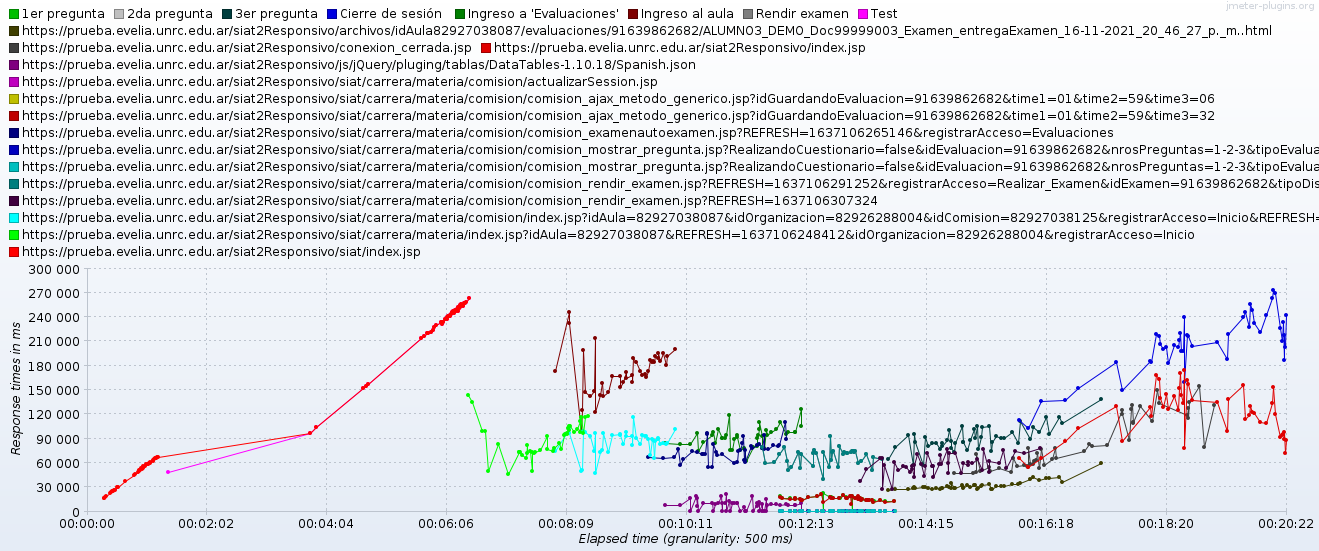 jmeter-plugins.org
1er pregunta 2da pregunta 3er pregunta Cierre de sesión Ingreso a 'Evaluaciones' Ingreso al aula Rendir examen Test
https://prueba.evelia.unrc.edu.ar/siat2Responsivo/archivos/idAula82927038087/evaluaciones/91639862682/ALUMNO3_DEMO_Doc99999003_Examen_entregaExamen_16-11-2021_20_46_27_p._m..html
https://prueba.evelia.unrc.edu.ar/siat2Responsivo/conexion_cerrada.jsp https://prueba.evelia.unrc.edu.ar/siat2Responsivo/index.jsp
https://prueba.evelia.unrc.edu.ar/siat2Responsivo/js/jQuery/pluging/tablas/DataTables-1.10.18/Spanish.json
https://prueba.evelia.unrc.edu.ar/siat2Responsivo/siat/carrera/materia/comision/actualizarSession.jsp
https://prueba.evelia.unrc.edu.ar/siat2Responsivo/siat/carrera/materia/comision/comision_ajax_metodo_generico.jsp?idGuardandoEvaluacion=91639862682&time1=01&time2=59&time3=06
https://prueba.evelia.unrc.edu.ar/siat2Responsivo/siat/carrera/materia/comision/comision_ajax_metodo_generico.jsp?idGuardandoEvaluacion=91639862682&time1=01&time2=59&time3=32
https://prueba.evelia.unrc.edu.ar/siat2Responsivo/siat/carrera/materia/comision/comision_examenautoexamen.jsp?REFRESH=1637106265146&registrarAcceso=Evaluaciones
https://prueba.evelia.unrc.edu.ar/siat2Responsivo/siat/carrera/materia/comision/comision_mostrar_pregunta.jsp?RealizandoCuestionario=false&idEvaluacion=91639862682&nrosPreguntas=1-2-3&tipoEvalua
https://prueba.evelia.unrc.edu.ar/siat2Responsivo/siat/carrera/materia/comision/comision_mostrar_pregunta.jsp?RealizandoCuestionario=false&idEvaluacion=91639862682&nrosPreguntas=1-2-3&tipoEvalua
https://prueba.evelia.unrc.edu.ar/siat2Responsivo/siat/carrera/materia/comision/comision_rendir_examen.jsp?REFRESH=1637106291252&registrarAcceso=Realizar_Examen&idExamen=91639862682&tipoDis
https://prueba.evelia.unrc.edu.ar/siat2Responsivo/siat/carrera/materia/comision/comision_rendir_examen.jsp?REFRESH=1637106307324
https://prueba.evelia.unrc.edu.ar/siat2Responsivo/siat/carrera/materia/comision/index.jsp?idAula=82927038087&idOrganizacion=82926288004&idComision=82927038125&registrarAcceso=Inicio&REFRESH=
https://prueba.evelia.unrc.edu.ar/siat2Responsivo/siat/carrera/materia/index.jsp?idAula=82927038087&REFRESH=1637106248412&idOrganizacion=82926288004&registrarAcceso=Inicio
https://prueba.evelia.unrc.edu.ar/siat2Responsivo/siat/index.jsp
300 000
270 000
240 000
210 000
180 000
150 000
120 000
90 000
60 000
30 000
0
Response times in ms
00:00:00 00:02:02 00:04:04 00:06:06 00:08:09 00:10:11 00:12:13 00:14:15 00:16:18 00:18:20 00:20:22
Elapsed time (granularity: 500 ms)